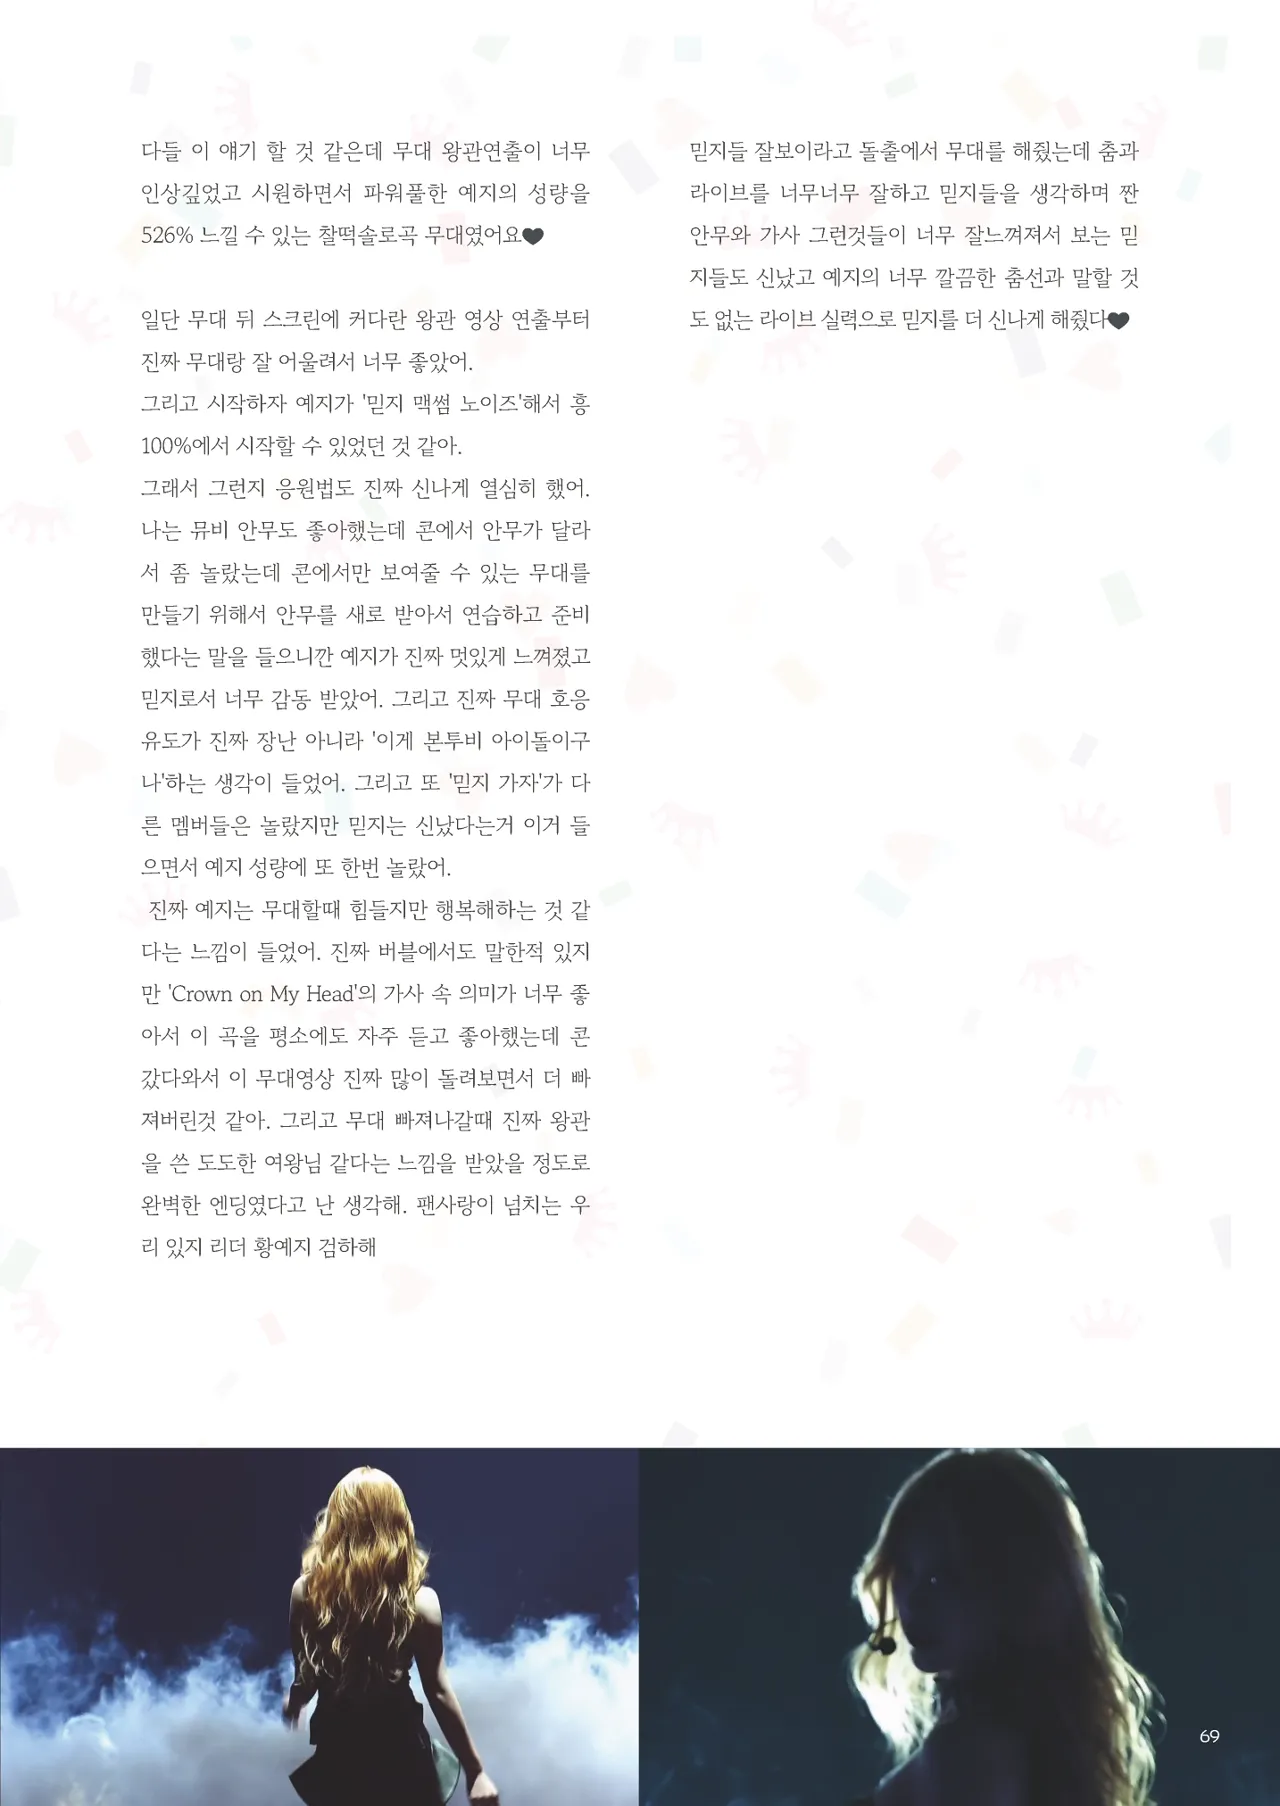 다들 이 얘기 할 것 같은데 무대 왕관연출이 너무
인상깊었고 시원하면서 파워풀한 예지의 성량을
526% 느낄 수 있는 찰떡솔로곡 무대였어요♥
일단 무대 뒤 스크린에 커다란 왕관 영상 연출부터
진짜 무대랑 잘 어울려서 너무 좋았어.
그리고 시작하자 예지가 '믿지 맥썸 노이즈'해서 흥
100%에서 시작할 수 있었던 것 같아.
그래서 그런지 응원법도 진짜 신나게 열심히 했어.
나는 뮤비 안무도 좋아했는데 콘에서 안무가 달라
서 좀 놀랐는데 콘에서만 보여줄 수 있는 무대를
만들기 위해서 안무를 새로 받아서 연습하고 준비
했다는 말을 들으니깐 예지가 진짜 멋있게 느껴졌고
믿지로서 너무 감동 받았어. 그리고 진짜 무대 호응
유도가 진짜 장난 아니라 '이게 본투비 아이돌이구
나'하는 생각이 들었어. 그리고 또 '믿지 가자'가 다
른 멤버들은 놀랐지만 믿지는 신났다는거 이거 들
으면서 예지 성량에 또 한번 놀랐어.
진짜 예지는 무대할때 힘들지만 행복해하는 것 같
다는 느낌이 들었어. 진짜 버블에서도 말한적 있지
만 'Crown on My Head'의 가사 속 의미가 너무 좋
아서 이 곡을 평소에도 자주 듣고 좋아했는데 콘
갔다와서 이 무대영상 진짜 많이 돌려보면서 더 빠
져버린것 같아. 그리고 무대 빠져나갈때 진짜 왕관
을 쓴 도도한 여왕님 같다는 느낌을 받았을 정도로
완벽한 엔딩였다고 난 생각해. 팬사랑이 넘치는 우
리 있지 리더 황예지 검하해
믿지들 잘보이라고 돌출에서 무대를 해줬는데 춤과
라이브를 너무너무 잘하고 믿지들을 생각하며 짠
안무와 가사 그런것들이 너무 잘느껴져서 보는 믿
지들도 신났고 예지의 너무 깔끔한 춤선과 말할 것
도 없는 라이브 실력으로 믿지를 더 신나게 해줬다♥
69